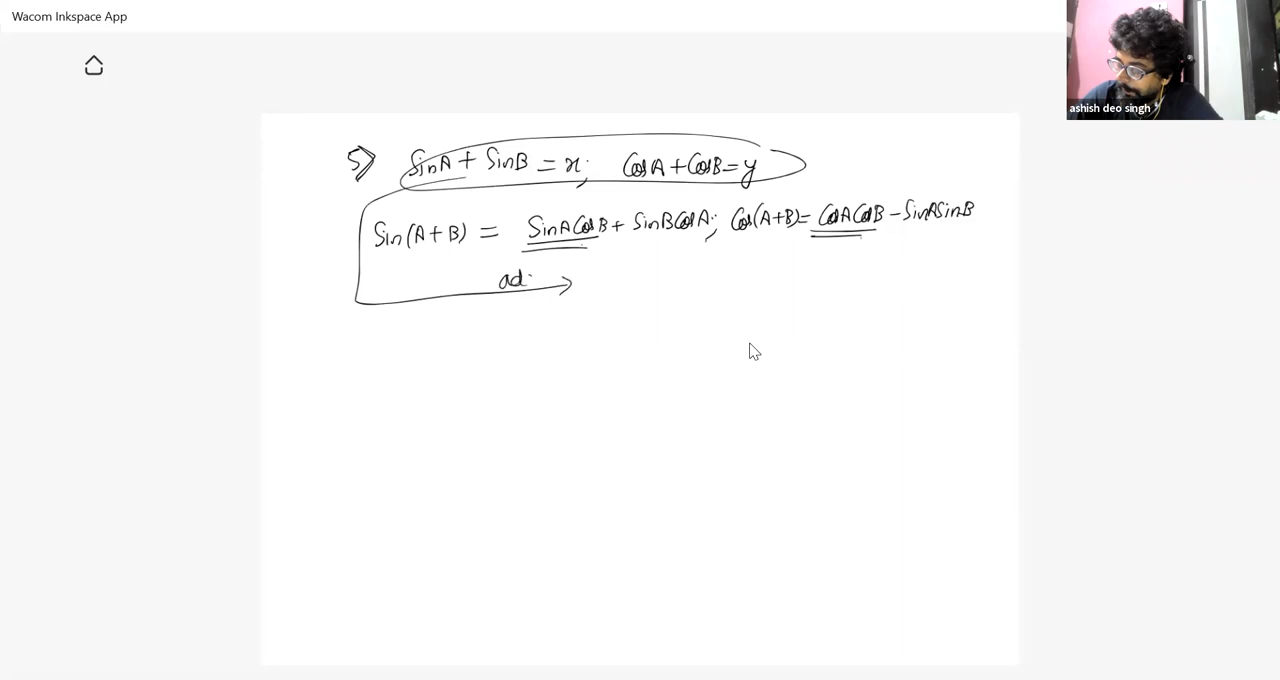 Wacom Inkspace App
ashish deo singh
5) SinA + SinB = x; CosA + CosB = y
Sin(A+B) = SinACosB + SinBCosA; Cos(A+B) = CosACosB - SinASinB
ad.